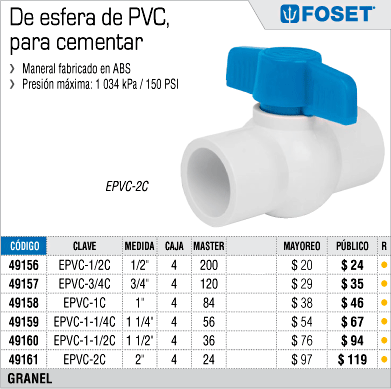 De esfera de PVC,
para cementar
FOSET®
❯ Maneral fabricado en ABS
❯ Presión máxima: 1 034 kPa / 150 PSI
EPVC-2C
CÓDIGO CLAVE MEDIDA CAJA MASTER MAYOREO PÚBLICO R
49156 EPVC-1/2C 1/2" 4 200 $ 20 $ 24 ●
49157 EPVC-3/4C 3/4" 4 120 $ 29 $ 35 ●
49158 EPVC-1C 1" 4 84 $ 38 $ 46 ●
49159 EPVC-1-1/4C 1 1/4" 4 56 $ 54 $ 67 ●
49160 EPVC-1-1/2C 1 1/2" 4 36 $ 76 $ 94 ●
49161 EPVC-2C 2" 4 24 $ 97 $ 119 ●
GRANEL